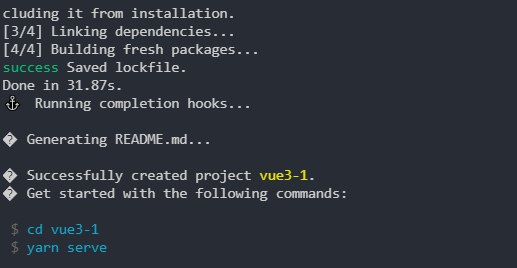 cluding it from installation.
[3/4] Linking dependencies...
[4/4] Building fresh packages...
success Saved lockfile.
Done in 31.87s.
⚓  Running completion hooks...
� Generating README.md...
� Successfully created project vue3-1.
� Get started with the following commands:
$ cd vue3-1
$ yarn serve